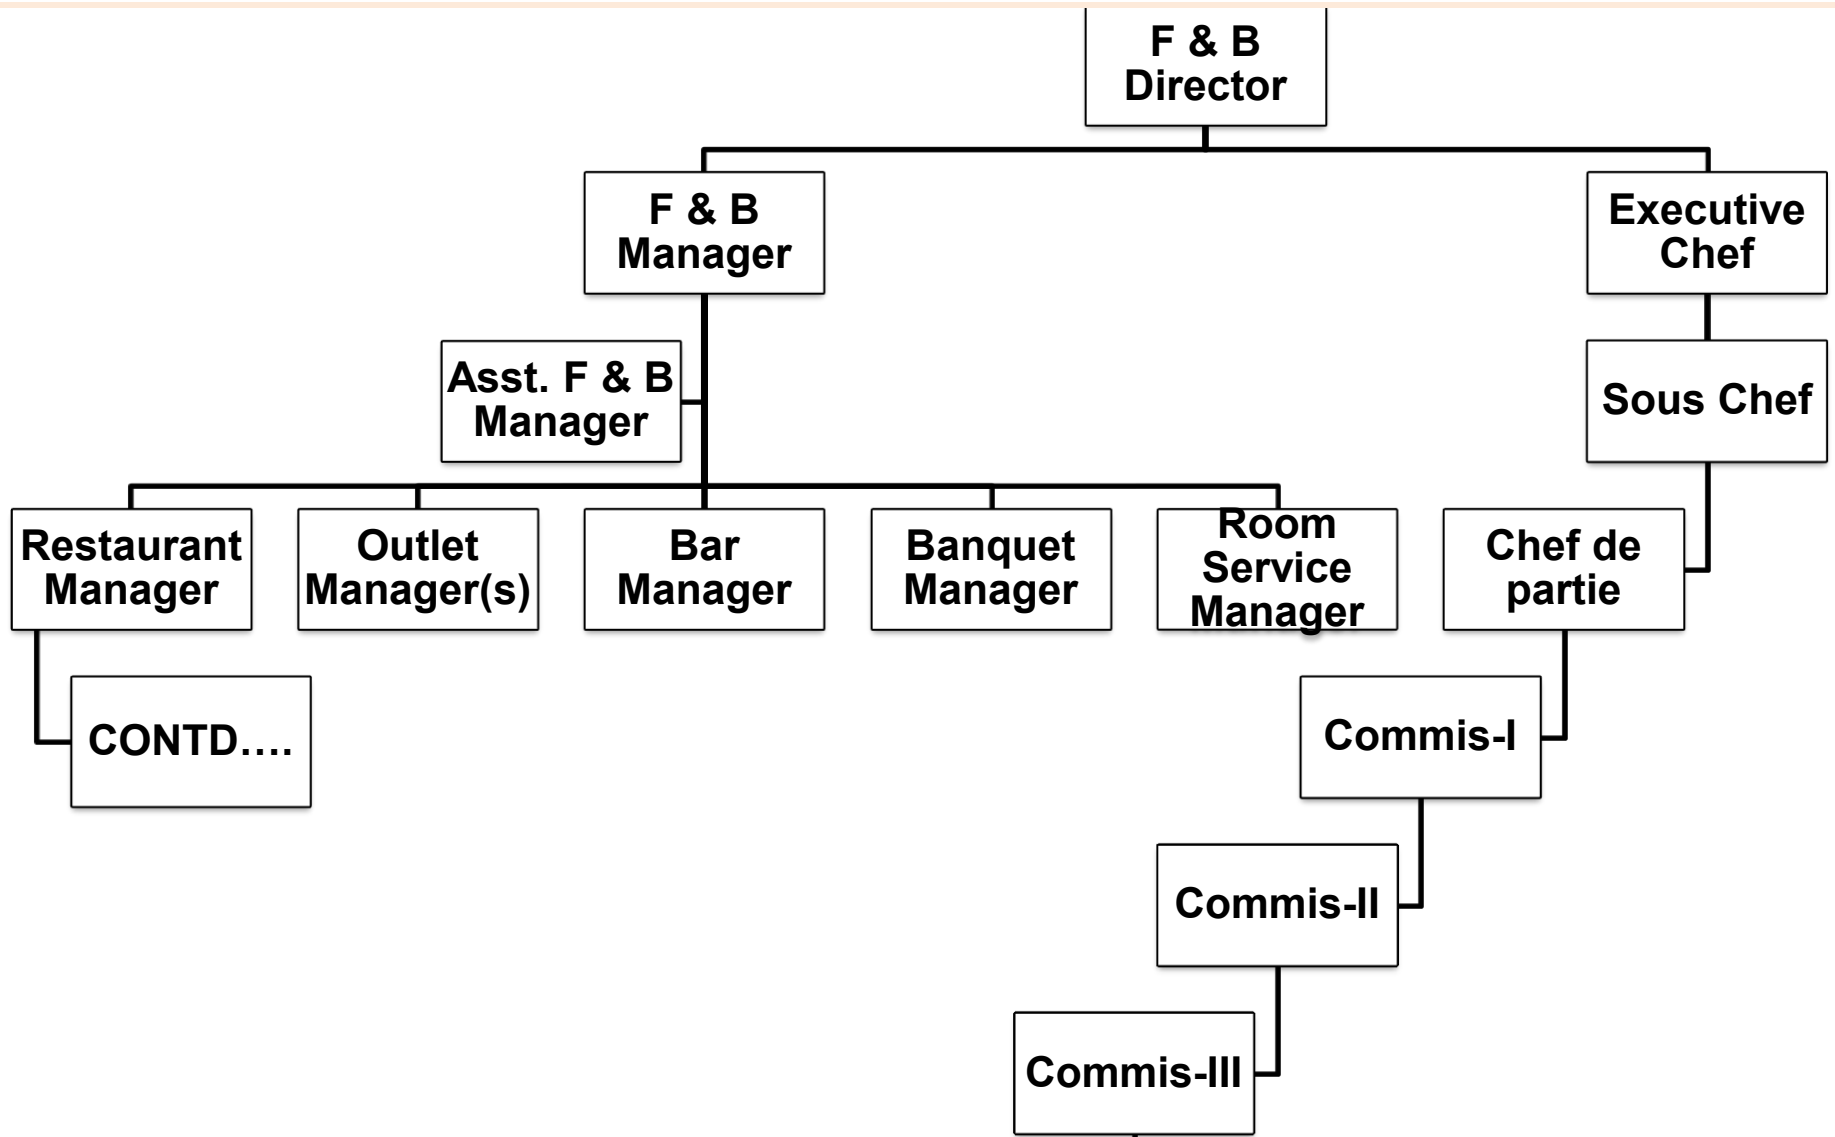 F & B
Director
F & B
Manager
Executive
Chef
Asst. F & B
Manager
Sous Chef
Restaurant
Manager
Outlet
Manager(s)
Bar
Manager
Banquet
Manager
Room
Service
Manager
Chef de
partie
CONTD....
Commis-I
Commis-II
Commis-III